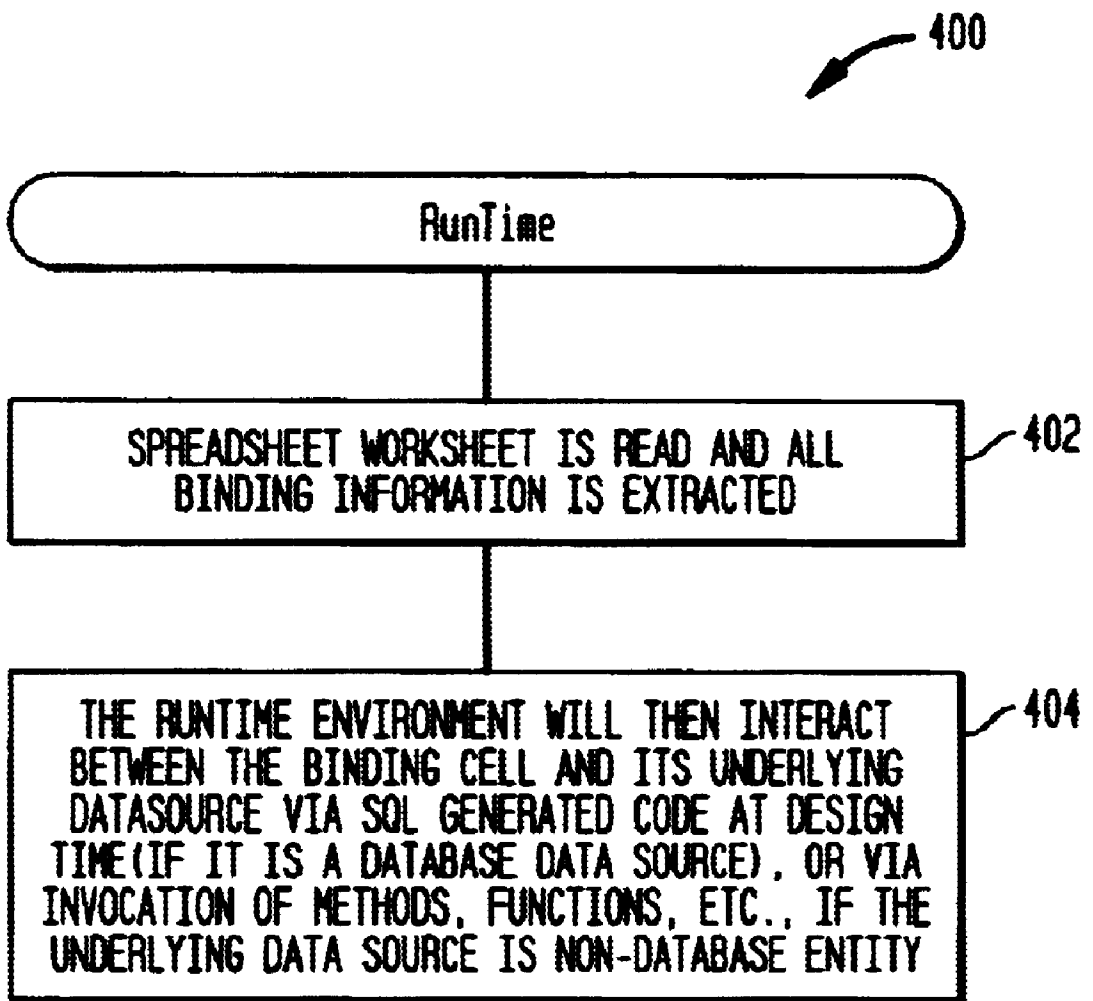 400
RunTime
SPREADSHEET WORKSHEET IS READ AND ALL
BINDING INFORMATION IS EXTRACTED
402
THE RUNTIME ENVIRONMENT WILL THEN INTERACT
BETWEEN THE BINDING CELL AND ITS UNDERLYING
DATASOURCE VIA SQL GENERATED CODE AT DESIGN
TIME(IF IT IS A DATABASE DATA SOURCE), OR VIA
INVOCATION OF METHODS, FUNCTIONS, ETC., IF THE
UNDERLYING DATA SOURCE IS NON-DATABASE ENTITY
404